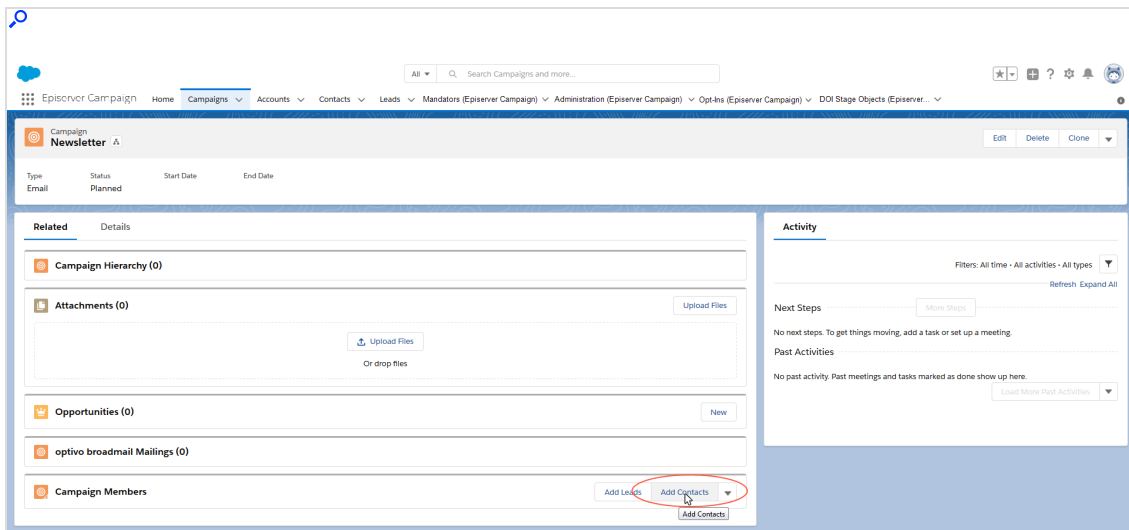 All
Search Campaigns and more...
Episerver Campaign Home Campaigns Accounts Contacts Leads Mandators (Episerver Campaign) Administration (Episerver Campaign) Opt-Ins (Episerver Campaign) DOI Stage Objects (Episerver...
Campaign
Newsletter
Edit Delete Clone
Type Status Start Date End Date
Email Planned
Related Details
Activity
Campaign Hierarchy (0)
Filters: All time • All activities • All types
Refresh Expand All
Attachments (0) Upload Files
Next Steps More Steps
No next steps. To get things moving, add a task or set up a meeting.
Upload Files
Past Activities
Or drop files
No past activity. Past meetings and tasks marked as done show up here.
Load More Past Activities
Opportunities (0) New
optivo broadmail Mailings (0)
Campaign Members Add Leads Add Contacts
Add Contacts